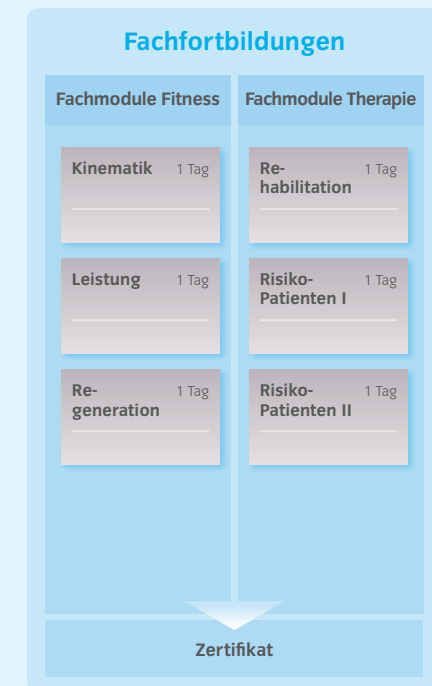 Fachfortbildungen
Fachmodule Fitness
Kinematik 1 Tag
Leistung 1 Tag
Re- 1 Tag
generation
Fachmodule Therapie
Re- 1 Tag
habilitation
Risiko- 1 Tag
Patienten I
Risiko- 1 Tag
Patienten II
Zertifikat